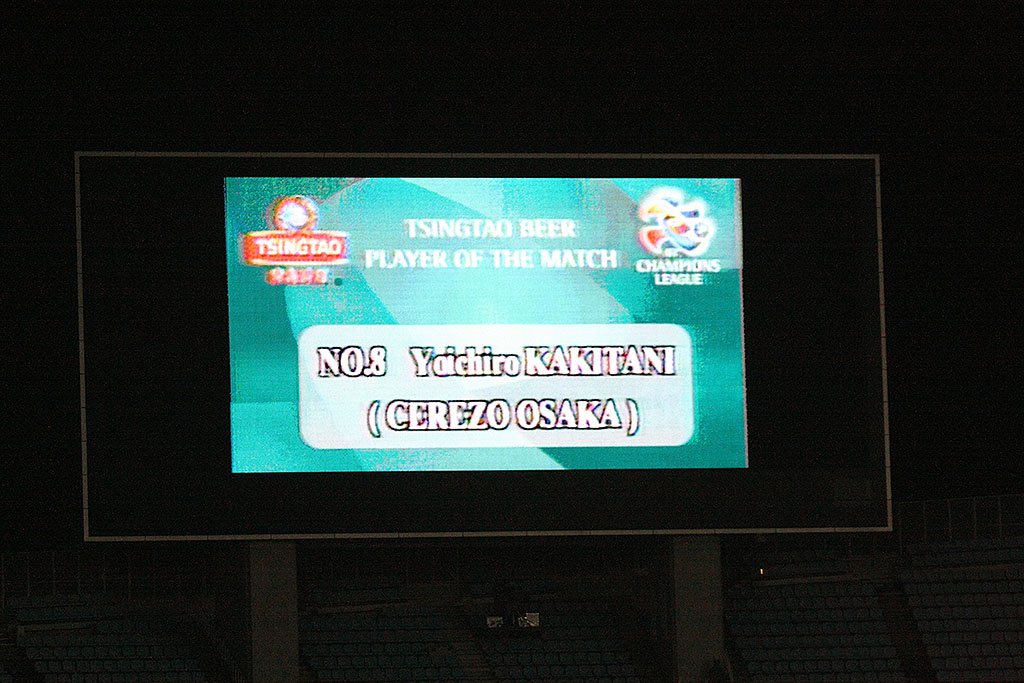 TSINGTAO
TSINGTAO BEER
PLAYER OF THE MATCH
CHAMPIONS
LEAGUE
NO.8 Yoichiro KAKITANI
( CEREZO OSAKA )